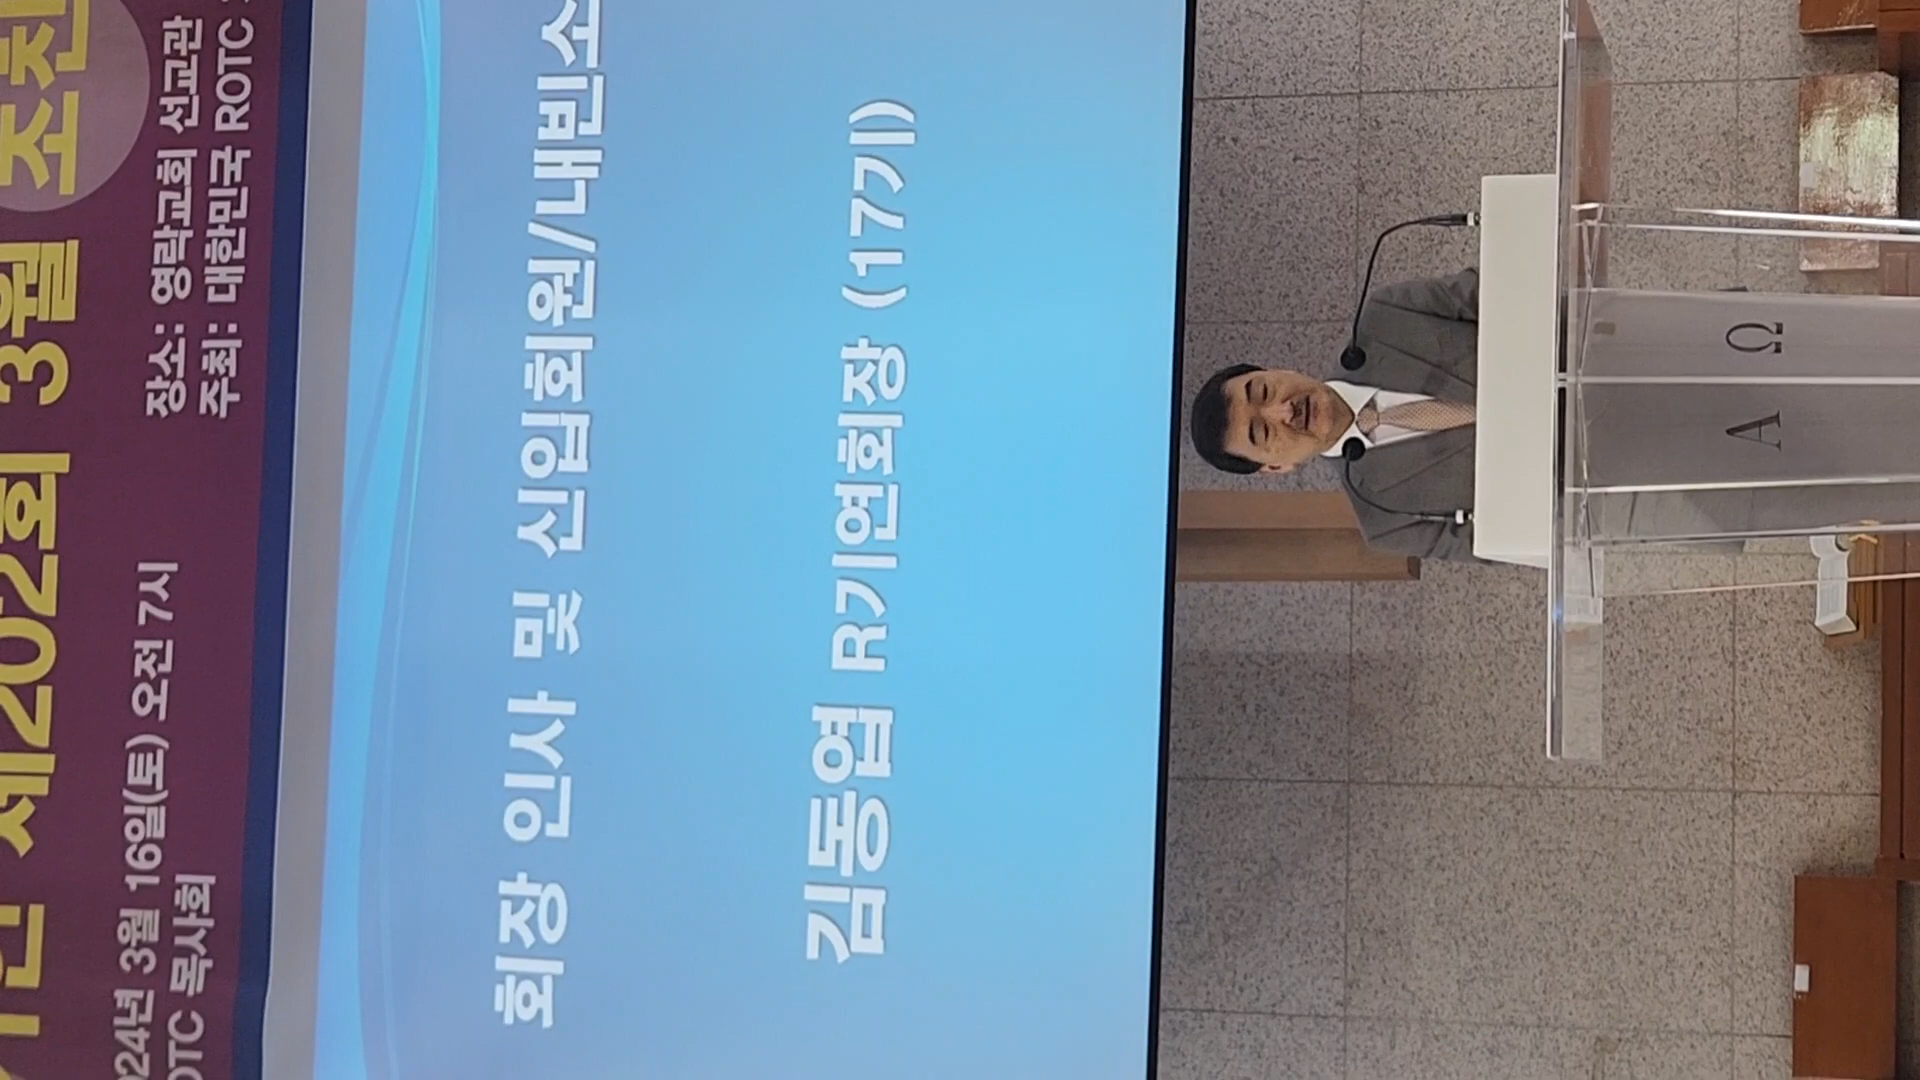 제202회 3월
2024년 3월 16일(토) 오전 7시
장소: 영락교회 선교관
ROTC 목사회
주최: 대한민국 ROTC
회장 인사 및 신입회원/내빈소
김동엽 R기연회장 (17기)
Α Ω